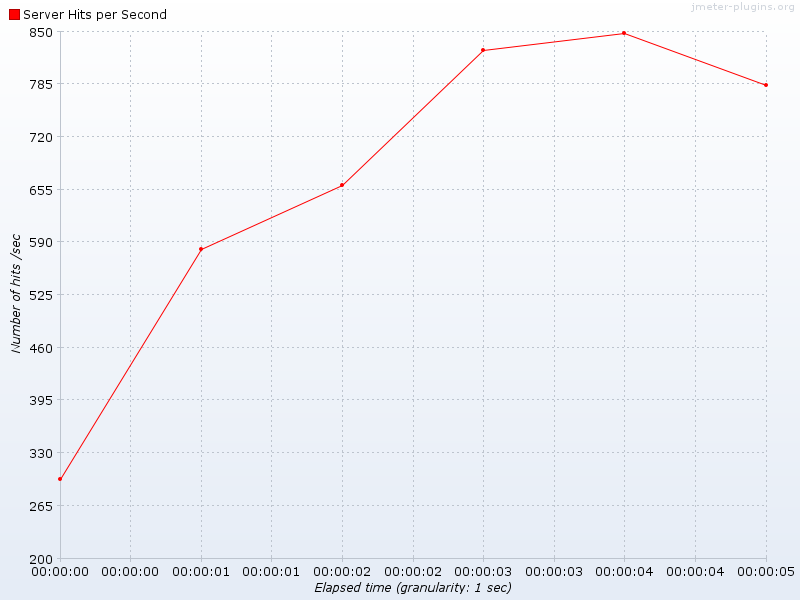 jmeter-plugins.org
Server Hits per Second
850
785
720
655
590
525
460
395
330
265
200
Number of hits /sec
00:00:00 00:00:00 00:00:01 00:00:01 00:00:02 00:00:02 00:00:03 00:00:03 00:00:04 00:00:04 00:00:05
Elapsed time (granularity: 1 sec)